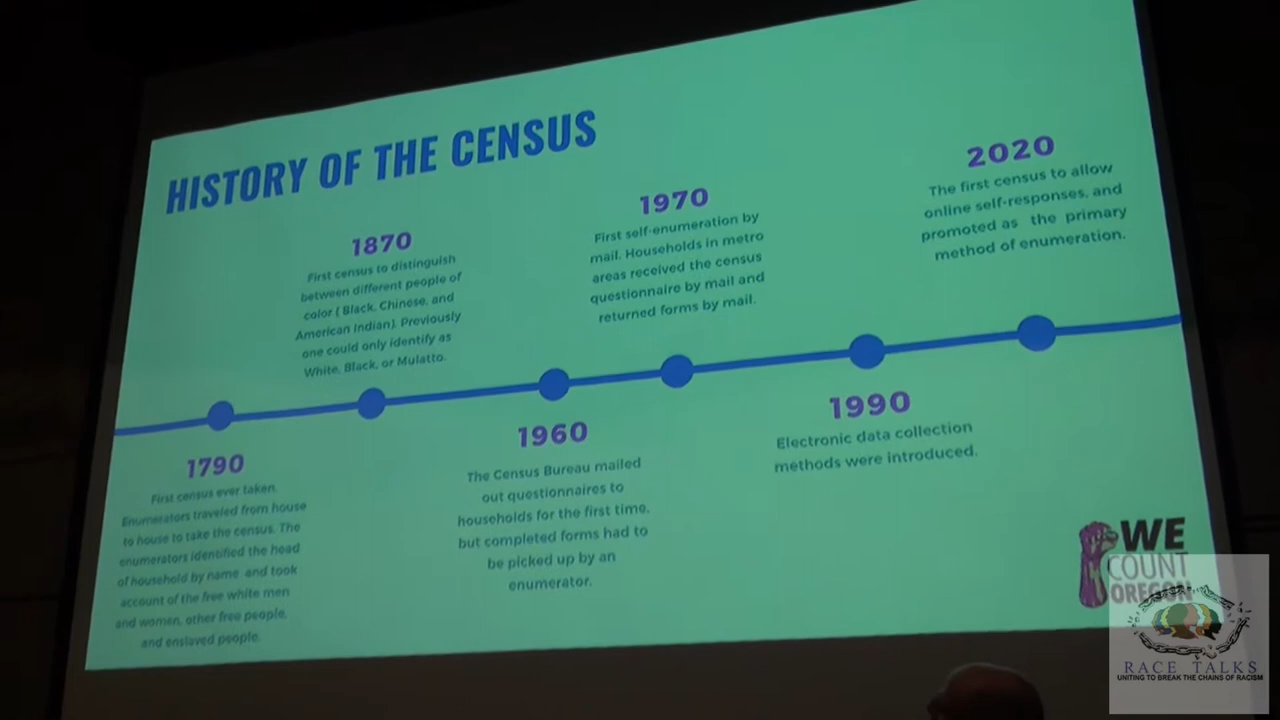 HISTORY OF THE CENSUS
1870
First census to distinguish
between different people of
color ( Black, Chinese, and
American Indian). Previously
one could only identify as
White, Black, or Mulatto.
1970
First self-enumeration by
mail. Households in metro
areas received the census
questionnaire by mail and
returned forms by mail.
2020
The first census to allow
online self-responses, and
promoted as the primary
method of enumeration.
1790
First census ever taken.
Enumerators traveled from house
to house to take the census. The
enumerators identified the head
of household by name and took
account of the free white men
and women, other free people,
and enslaved people.
1960
The Census Bureau mailed
out questionnaires to
households for the first time,
but completed forms had to
be picked up by an
enumerator.
1990
Electronic data collection
methods were introduced.
WE
COUNT
OREGON
RACE TALKS
UNITING TO BREAK THE CHAINS OF RACISM